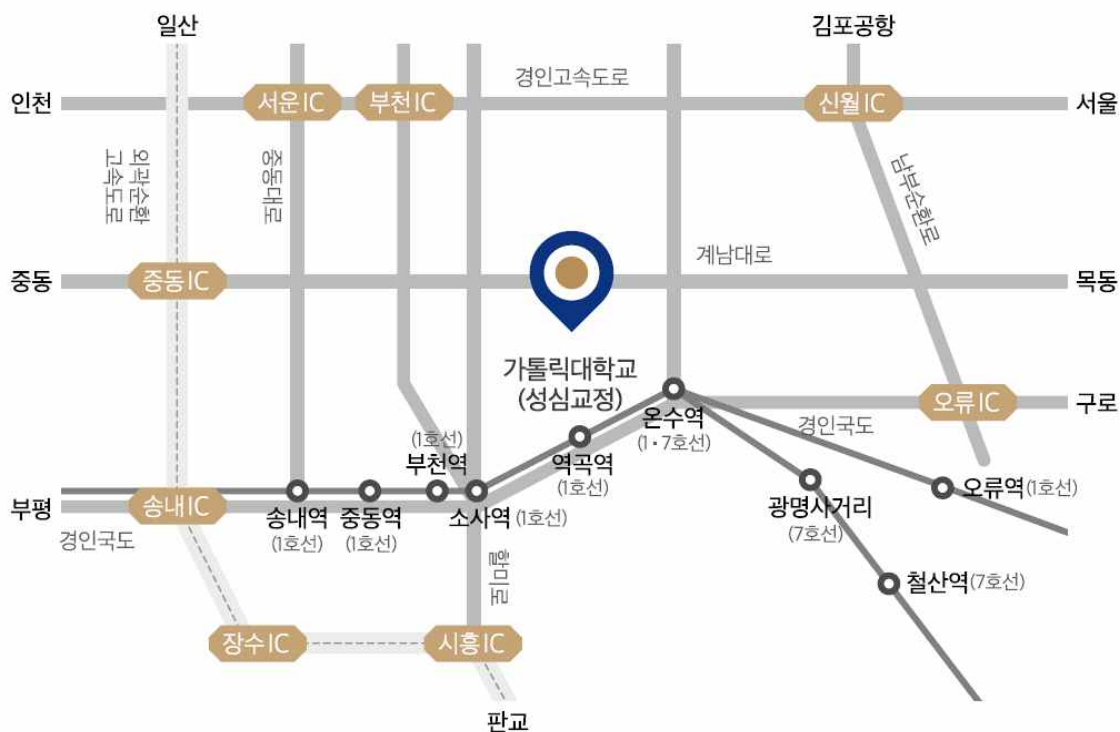 일산
김포공항
경인고속도로
인천
서운IC
부천IC
신월IC
서울
외곽순환
고속도로
중동대로
남부순환로
계남대로
중동
중동IC
목동
가톨릭대학교
(성심교정)
오류IC
구로
온수역
(1·7호선)
경인국도
(1호선)
부천역
역곡역
(1호선)
부평
송내IC
송내역
(1호선)
중동역
(1호선)
소사역(1호선)
광명사거리
(7호선)
오류역(1호선)
경인국도
할미로
철산역(7호선)
장수IC
시흥IC
판교